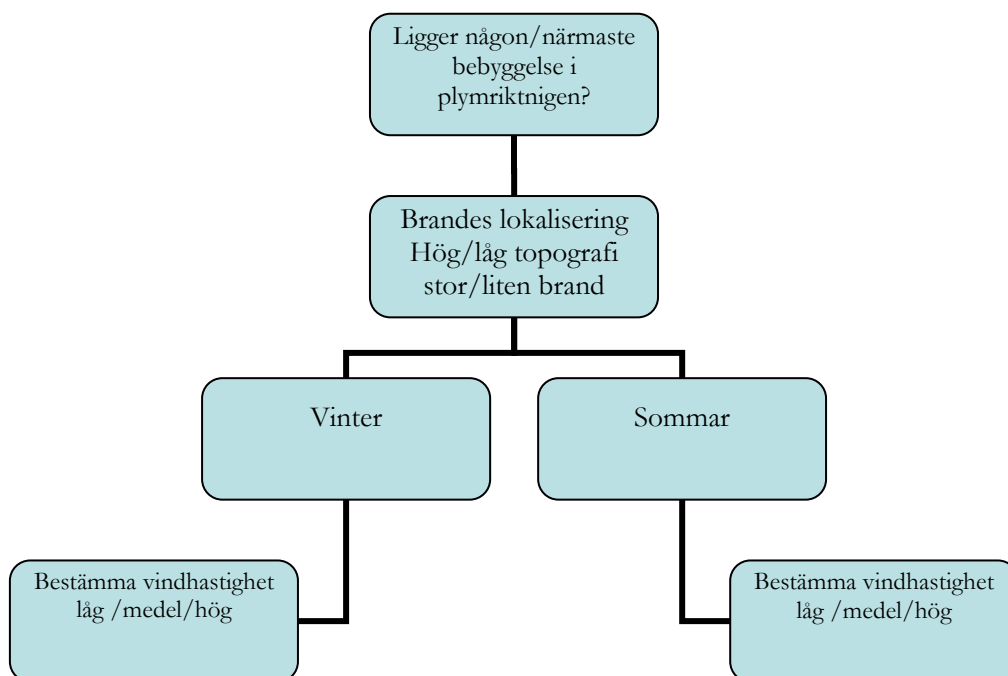 Ligger någon/närmaste
bebyggelse i
plymriktnigen?
Brandes lokalisering
Hög/låg topografi
stor/liten brand
Vinter
Sommar
Bestämma vindhastighet
låg /medel/hög
Bestämma vindhastighet
låg /medel/hög